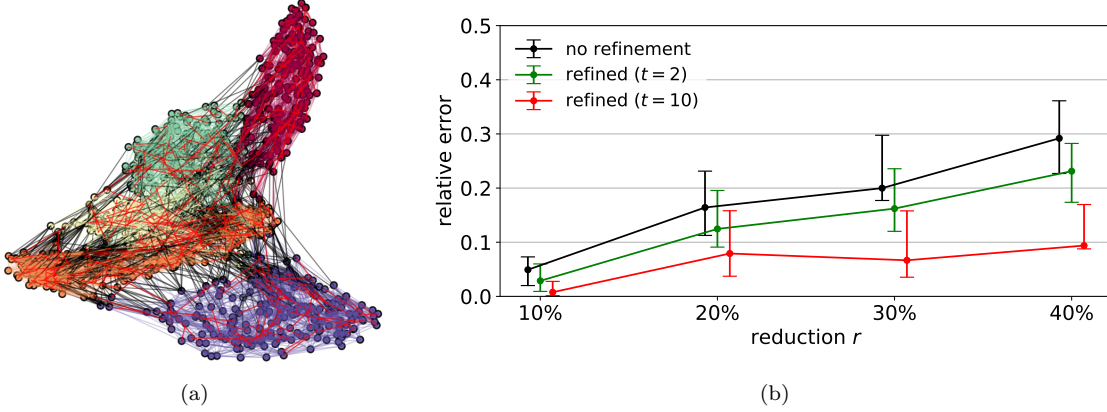 0.5
0.4
0.3
0.2
0.1
0.0
relative error
no refinement
refined (t = 2)
refined (t = 10)
10%
20%
30%
40%
reduction r
(a)
(b)